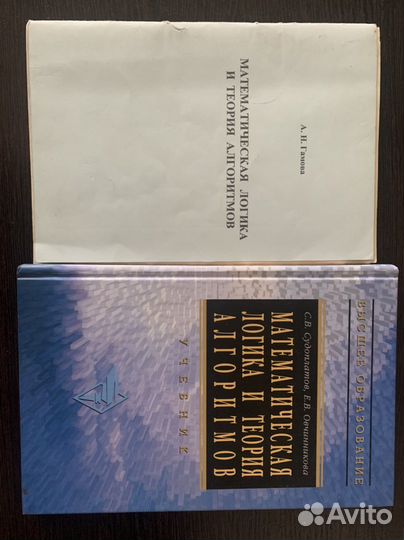 А. Н. Гамова
МАТЕМАТИЧЕСКАЯ ЛОГИКА
И ТЕОРИЯ АЛГОРИТМОВ
ВЫСШЕЕ ОБРАЗОВАНИЕ
С.В. Судоплатов, Е.В. Овчинникова
МАТЕМАТИЧЕСКАЯ
ЛОГИКА И ТЕОРИЯ
АЛГОРИТМОВ
УЧЕБНИК
Avito